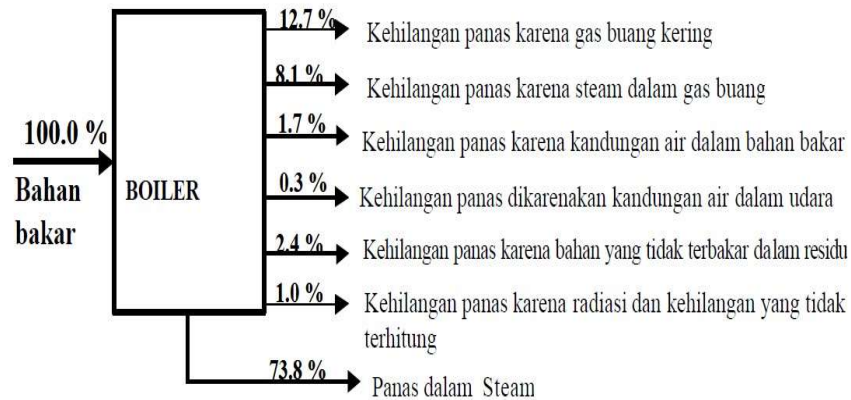 12.7 %
Kehilangan panas karena gas buang kering
8.1 %
Kehilangan panas karena steam dalam gas buang
1.7 %
Kehilangan panas karena kandungan air dalam bahan bakar
100.0 %
Bahan
bakar
BOILER
0.3 %
Kehilangan panas dikarenakan kandungan air dalam udara
2.4 %
Kehilangan panas karena bahan yang tidak terbakar dalam residu
1.0 %
Kehilangan panas karena radiasi dan kehilangan yang tidak
terhitung
73.8 %
Panas dalam Steam